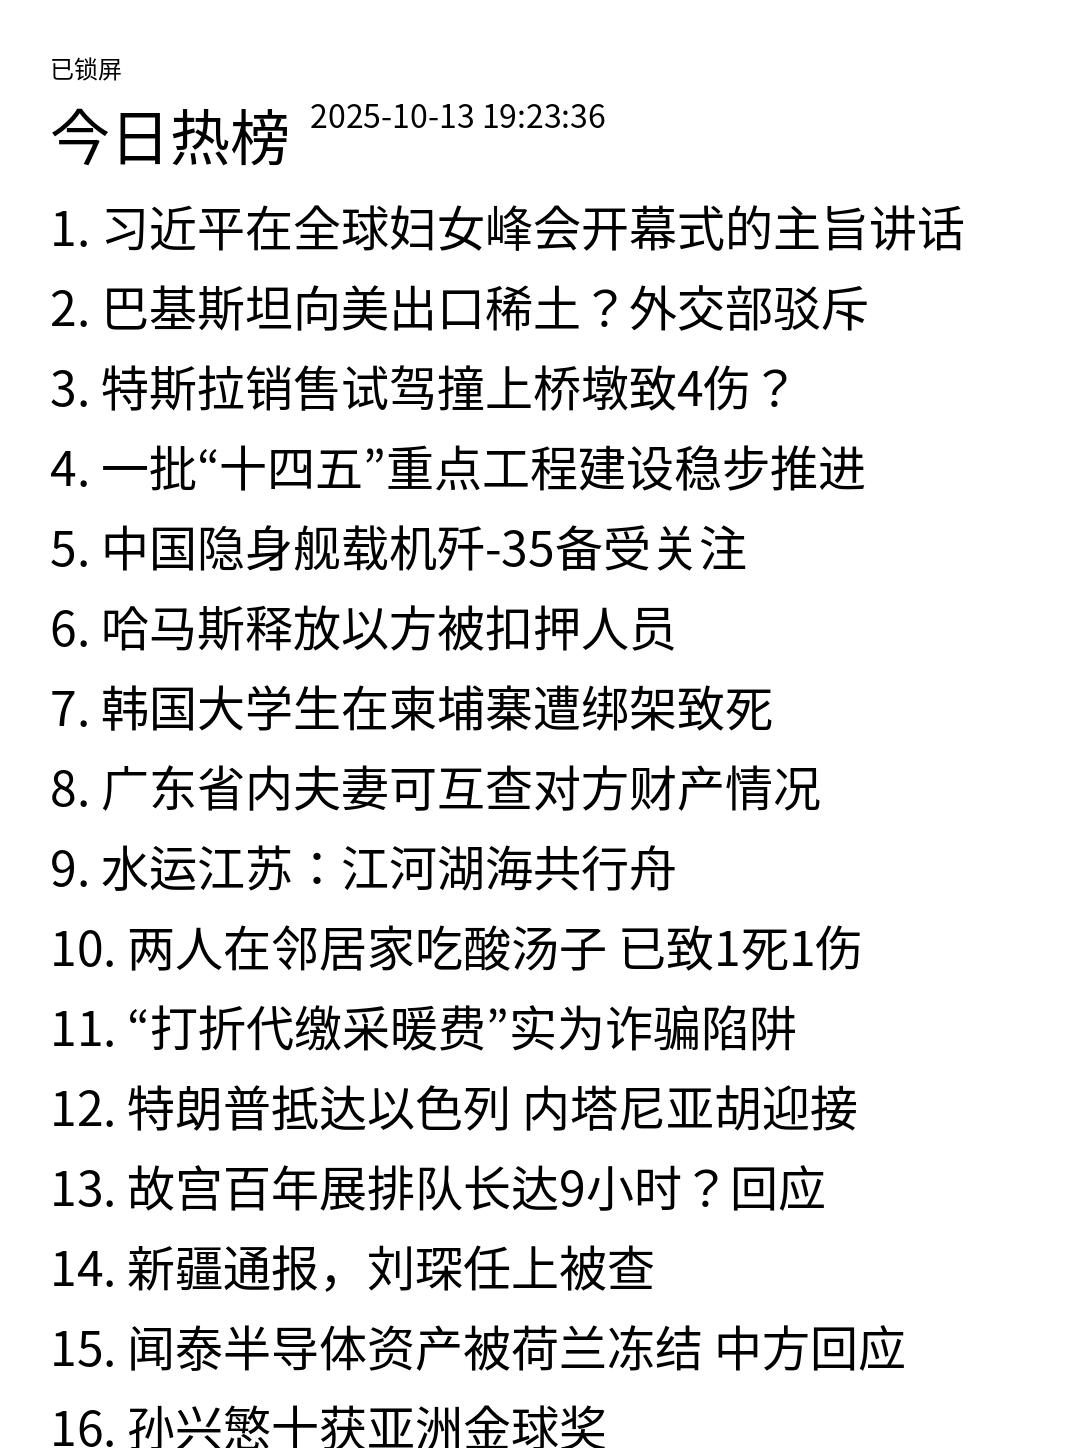 已锁屏
今日热榜 2025-10-13 19:23:36
1. 习近平在全球妇女峰会开幕式的主旨讲话
2. 巴基斯坦向美出口稀土？外交部驳斥
3. 特斯拉销售试驾撞上桥墩致4伤？
4. 一批“十四五”重点工程建设稳步推进
5. 中国隐身舰载机歼-35备受关注
6. 哈马斯释放以方被扣押人员
7. 韩国大学生在柬埔寨遭绑架致死
8. 广东省内夫妻可互查对方财产情况
9. 水运江苏：江河湖海共行舟
10. 两人在邻居家吃酸汤子 已致1死1伤
11. “打折代缴采暖费”实为诈骗陷阱
12. 特朗普抵达以色列 内塔尼亚胡迎接
13. 故宫百年展排队长达9小时？回应
14. 新疆通报，刘琛任上被查
15. 闻泰半导体资产被荷兰冻结 中方回应
16. 孙兴慜十获亚洲金球奖